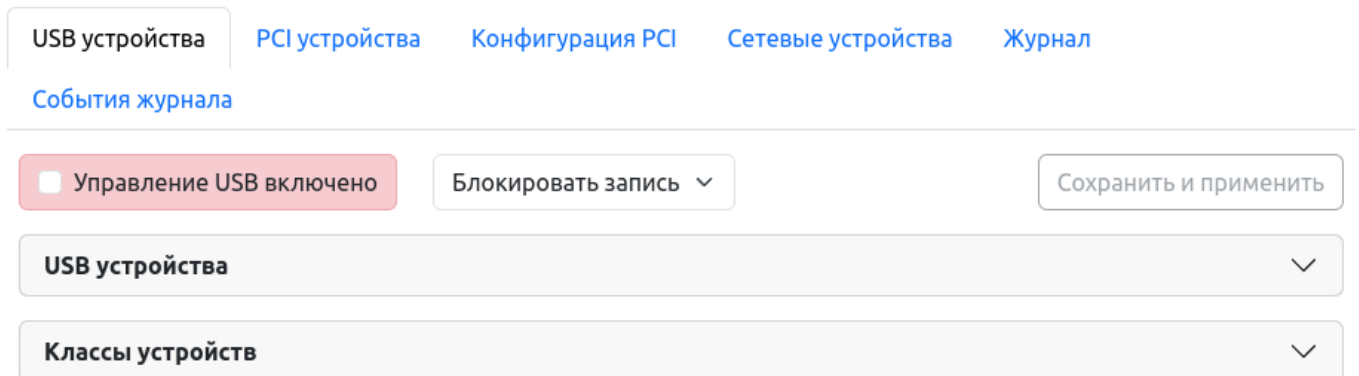 USB устройства PCI устройства Конфигурация PCI Сетевые устройства Журнал
События журнала
Управление USB включено Блокировать запись Сохранить и применить
USB устройства
Классы устройств